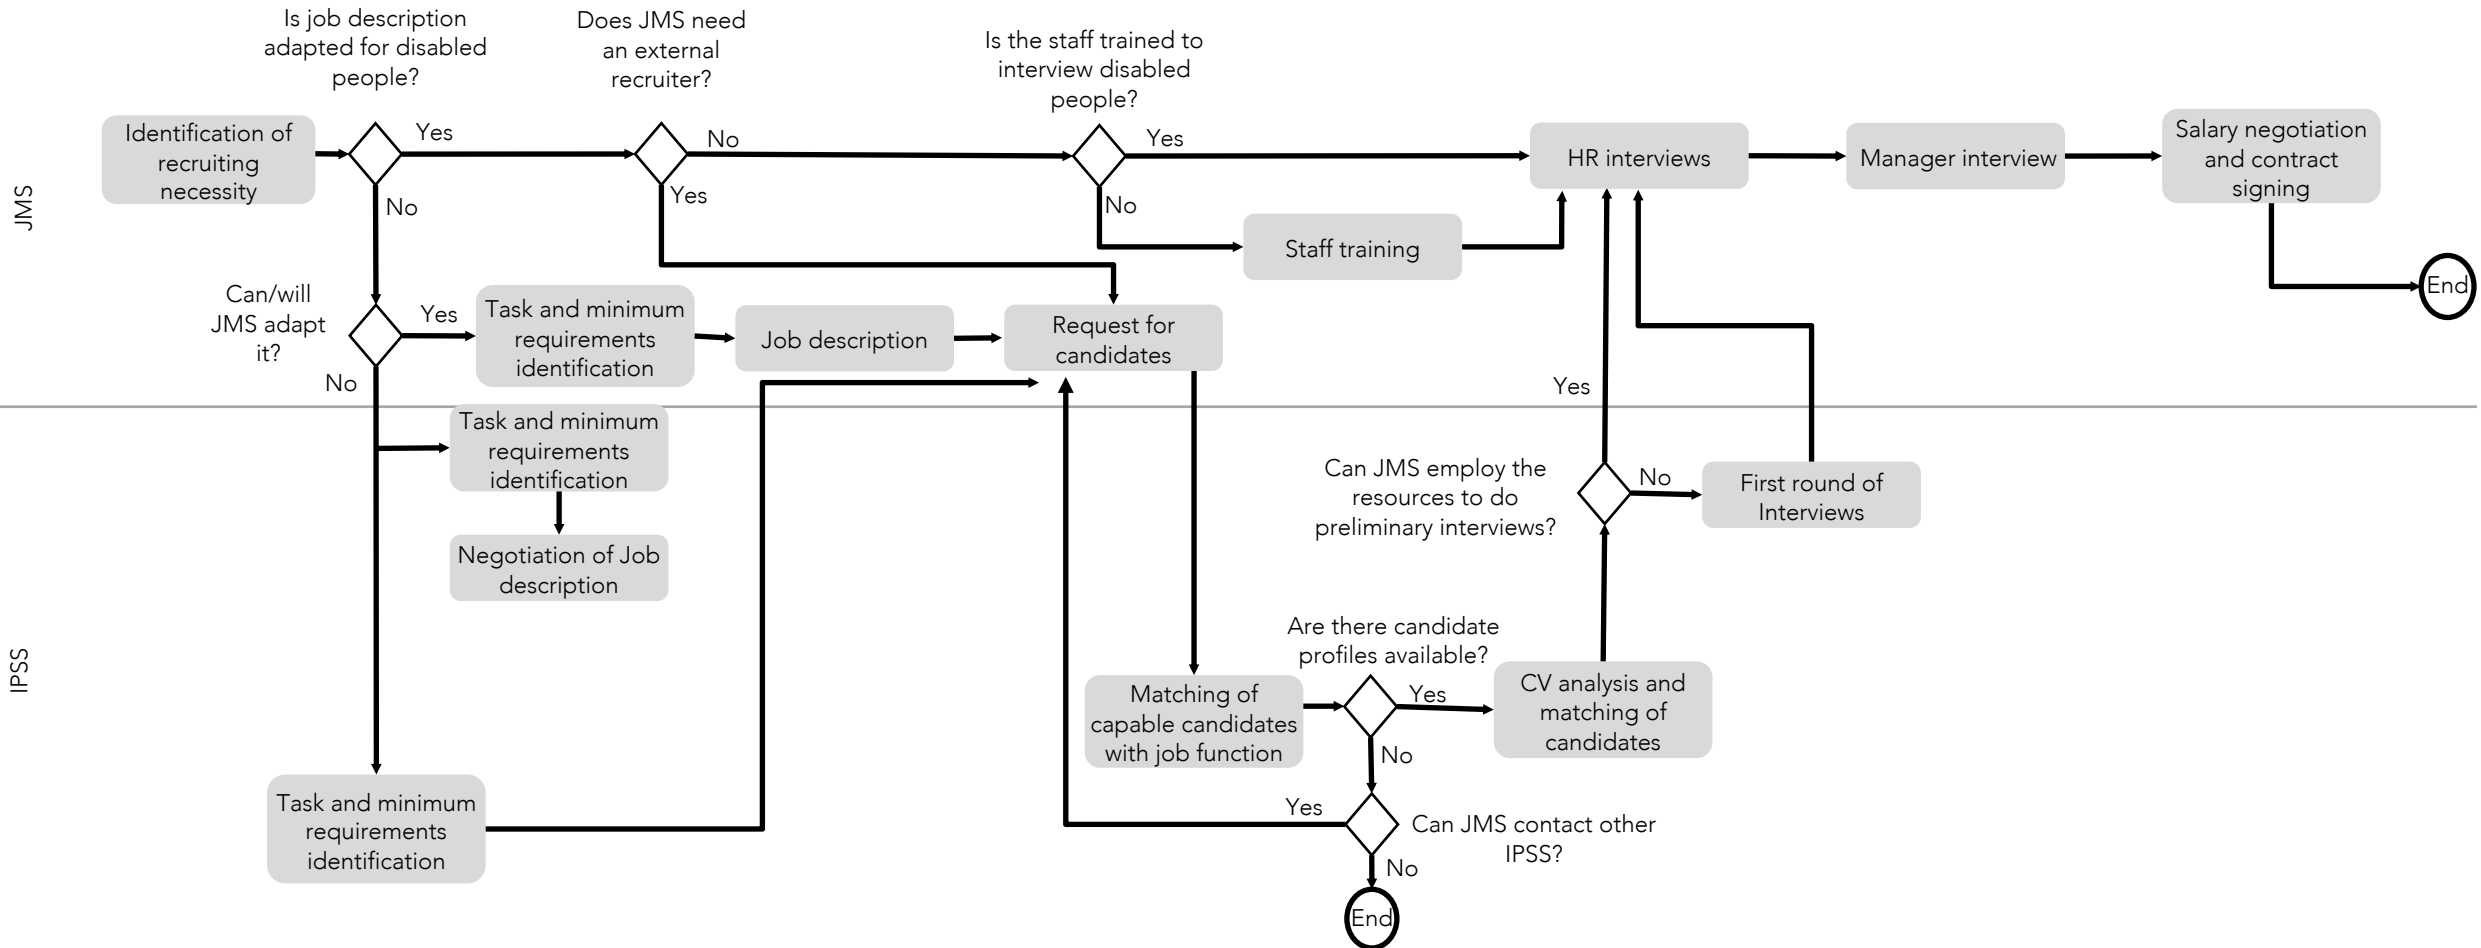 Is job description
adapted for disabled
people?
Does JMS need
an external
recruiter?
Is the staff trained to
interview disabled
people?
JMS
Identification of
recruiting
necessity
Yes
No
No
Yes
Yes
No
HR interviews
Manager interview
Salary negotiation
and contract
signing
Staff training
End
Can/will
JMS adapt
it?
Yes
No
Task and minimum
requirements
identification
Job description
Request for
candidates
Yes
IPSS
Task and minimum
requirements
identification
Negotiation of Job
description
Can JMS employ the
resources to do
preliminary interviews?
No
First round of
Interviews
Are there candidate
profiles available?
Matching of
capable candidates
with job function
Yes
No
CV analysis and
matching of
candidates
Task and minimum
requirements
identification
Yes
Can JMS contact other
IPSS?
No
End